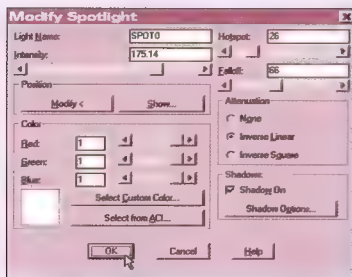 Modify Spotlight
Light Name: SPOT0
Intensity: 175.14
Hotspot: 26
Falloff: 66
Position
Modify <
Show...
Color
Red: 1
Green: 1
Blue: 1
Select Custom Color...
Select from ACI...
Attenuation
None
Inverse Linear
Inverse Square
Shadows:
Shadow On
Shadow Options...
OK
Cancel
Help